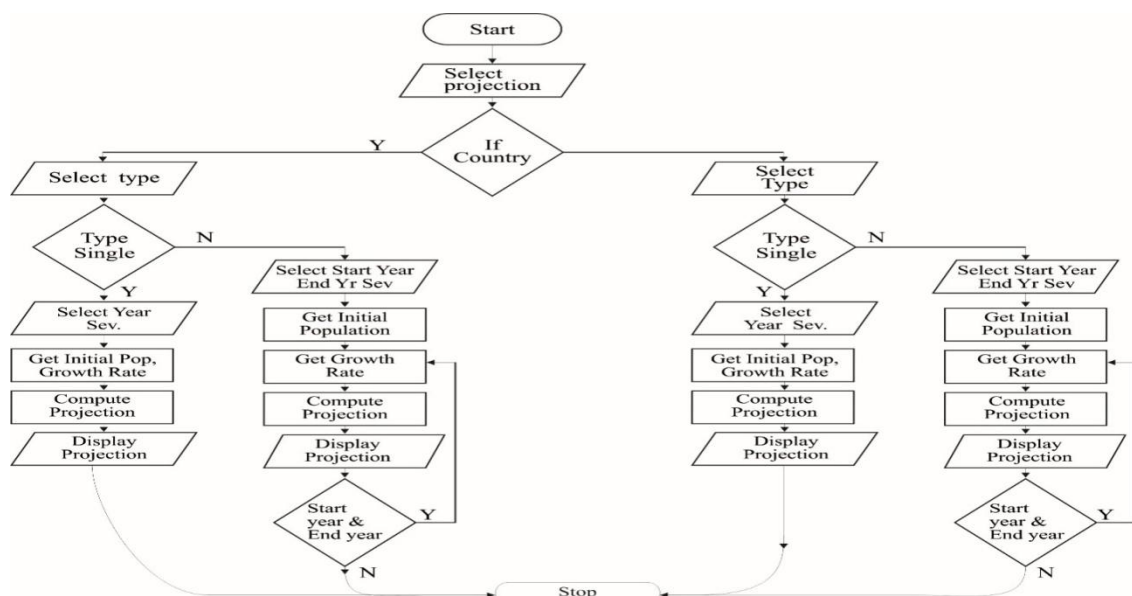 Start
Select
projection
If
Country
Y
Select type
Type
Single
N
Y
Select Year
Sev.
Get Initial Pop,
Growth Rate
Compute
Projection
Display
Projection
Select Start Year
End Yr Sev
Get Initial
Population
Get Growth
Rate
Compute
Projection
Display
Projection
Start
year &
End year
Y
N
Select
Type
Type
Single
N
Y
Select
Year Sev.
Get Initial Pop,
Growth Rate
Compute
Projection
Display
Projection
Select Start Year
End Yr Sev
Get Initial
Population
Get Growth
Rate
Compute
Projection
Display
Projection
Start
year &
End year
Y
N
Stop